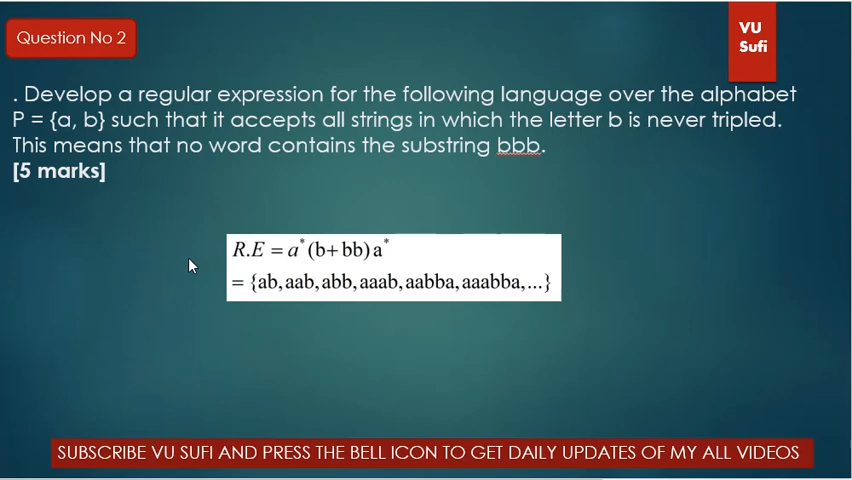 Question No 2
VU
Sufi
. Develop a regular expression for the following language over the alphabet
P = {a, b} such that it accepts all strings in which the letter b is never tripled.
This means that no word contains the substring bbb.
[5 marks]
R.E = a*(b+ bb) a*
= {ab, aab, abb, aaab, aabba, aaabba, ...}
SUBSCRIBE VU SUFI AND PRESS THE BELL ICON TO GET DAILY UPDATES OF MY ALL VIDEOS